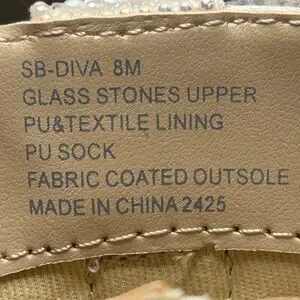 SB-DIVA 8M
GLASS STONES UPPER
PU&TEXTILE LINING
PU SOCK
FABRIC COATED OUTSOLE
MADE IN CHINA 2425